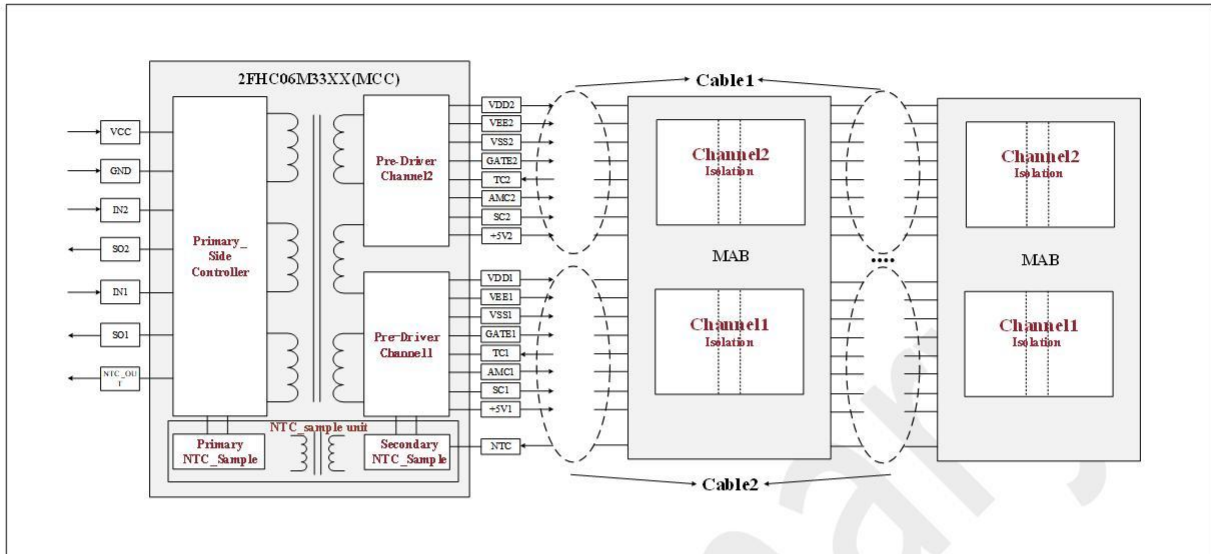 2FHC06M33XX(MCC)
VCC
GND
IN2
SO2
IN1
SO1
NTC_OU
T
Primary_
Side
Controller
Pre-Driver
Channel2
Pre-Driver
Channel1
NTC_sample unit
Primary
NTC_Sample
Secondary
NTC_Sample
VDD2
VEE2
VSS2
GATE2
TC2
AMC2
SC2
+5V2
VDD1
VEE1
VSS1
GATE1
TC1
AMC1
SC1
+5V1
NTC
Cable1
Cable2
Channel2
Isolation
MAB
Channel1
Isolation
....
Channel2
Isolation
MAB
Channel1
Isolation